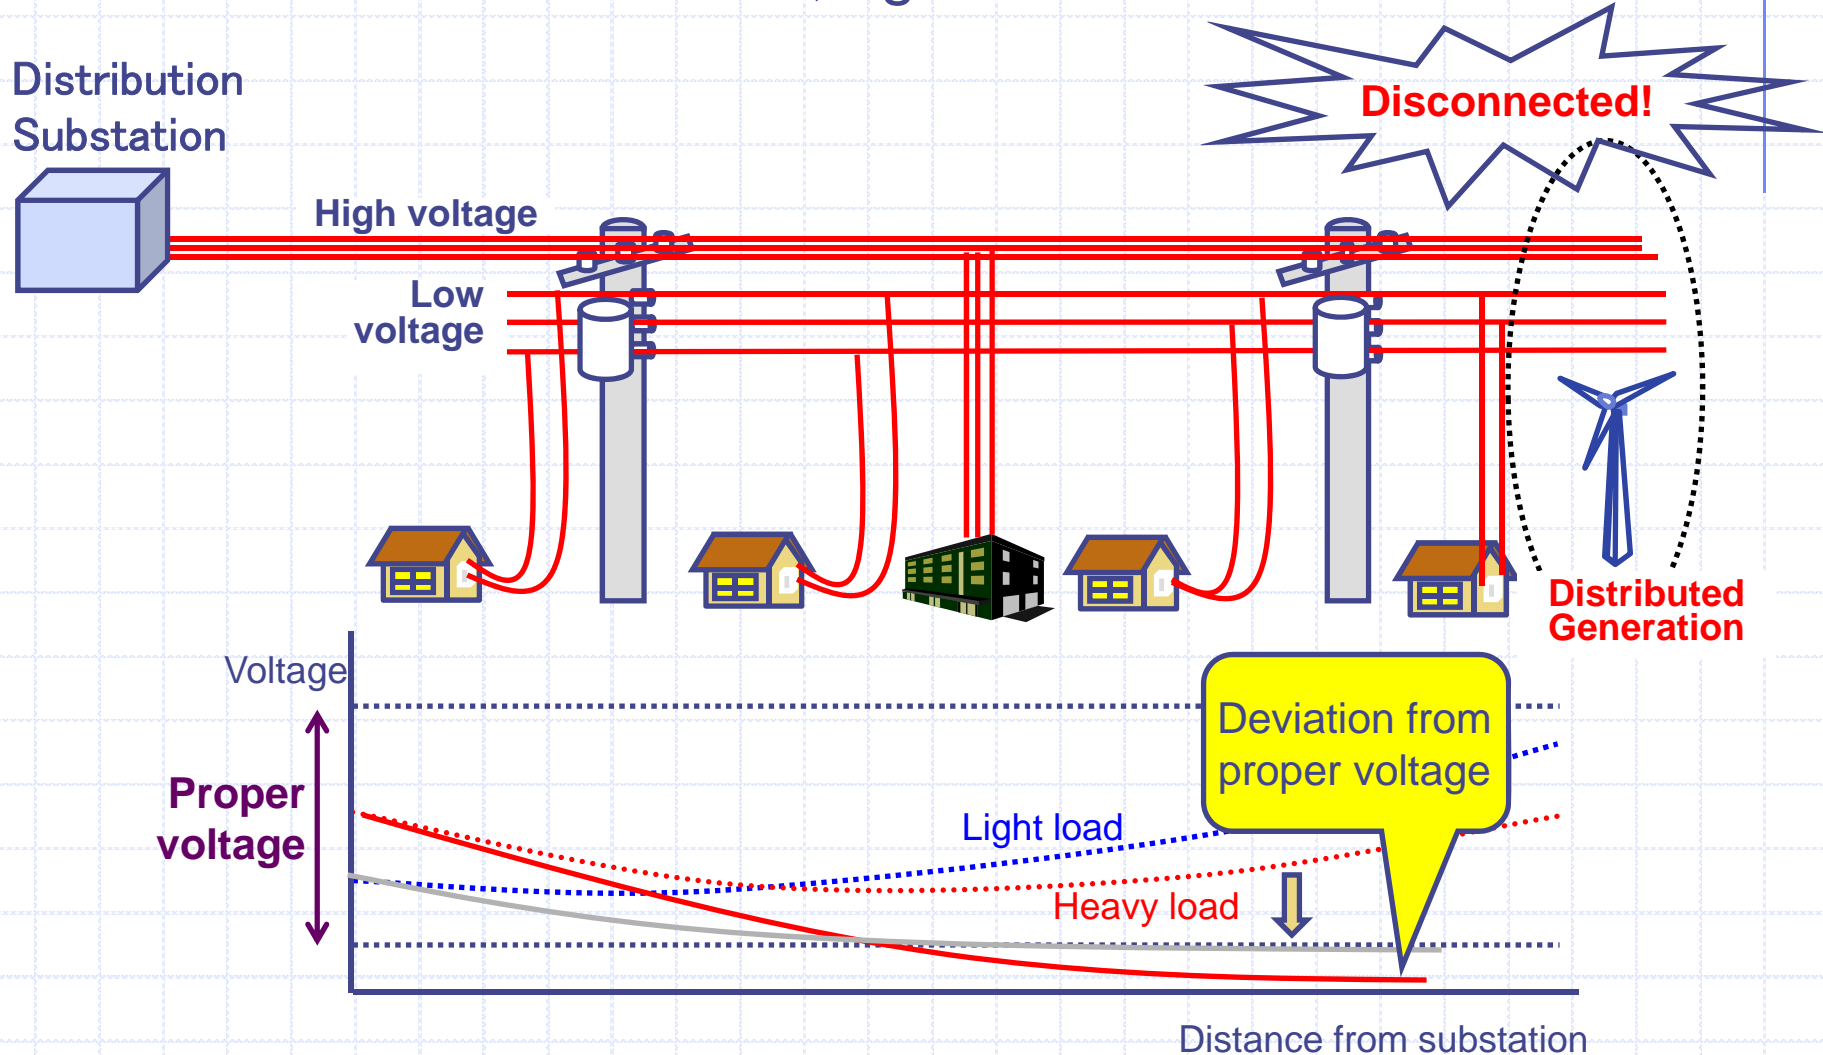 Distribution
Substation
Disconnected!
High voltage
Low
voltage
Distributed
Generation
Voltage
Deviation from
proper voltage
Proper
voltage
Light load
Heavy load
Distance from substation